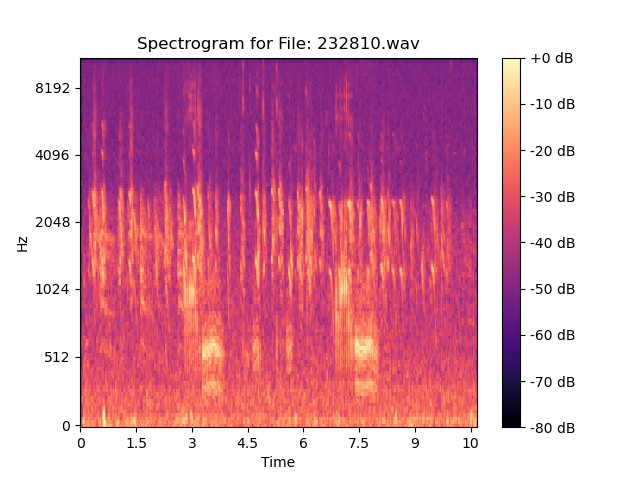 Spectrogram for File: 232810.wav
Hz
8192
4096
2048
1024
512
0
0 1.5 3 4.5 6 7.5 9 10
Time
+0 dB
-10 dB
-20 dB
-30 dB
-40 dB
-50 dB
-60 dB
-70 dB
-80 dB